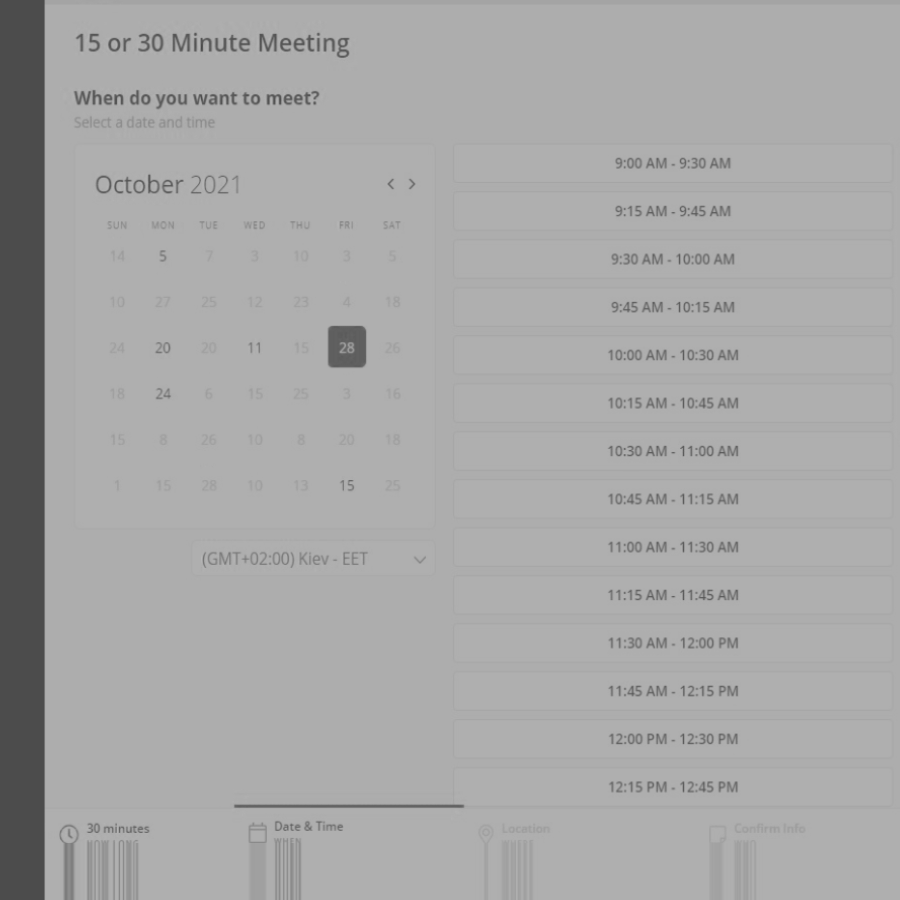 15 or 30 Minute Meeting
When do you want to meet?
Select a date and time
October 2021
SUN MON TUE WED THU FRI SAT
14 5 7 3 10 3 5
10 27 25 12 23 4 18
24 20 20 11 15 28 26
18 24 6 15 25 3 16
15 8 26 10 8 20 18
1 15 28 10 13 15 25
(GMT+02:00) Kiev - EET
9:00 AM - 9:30 AM
9:15 AM - 9:45 AM
9:30 AM - 10:00 AM
9:45 AM - 10:15 AM
10:00 AM - 10:30 AM
10:15 AM - 10:45 AM
10:30 AM - 11:00 AM
10:45 AM - 11:15 AM
11:00 AM - 11:30 AM
11:15 AM - 11:45 AM
11:30 AM - 12:00 PM
11:45 AM - 12:15 PM
12:00 PM - 12:30 PM
12:15 PM - 12:45 PM
30 minutes
Date & Time
Location
Confirm Info